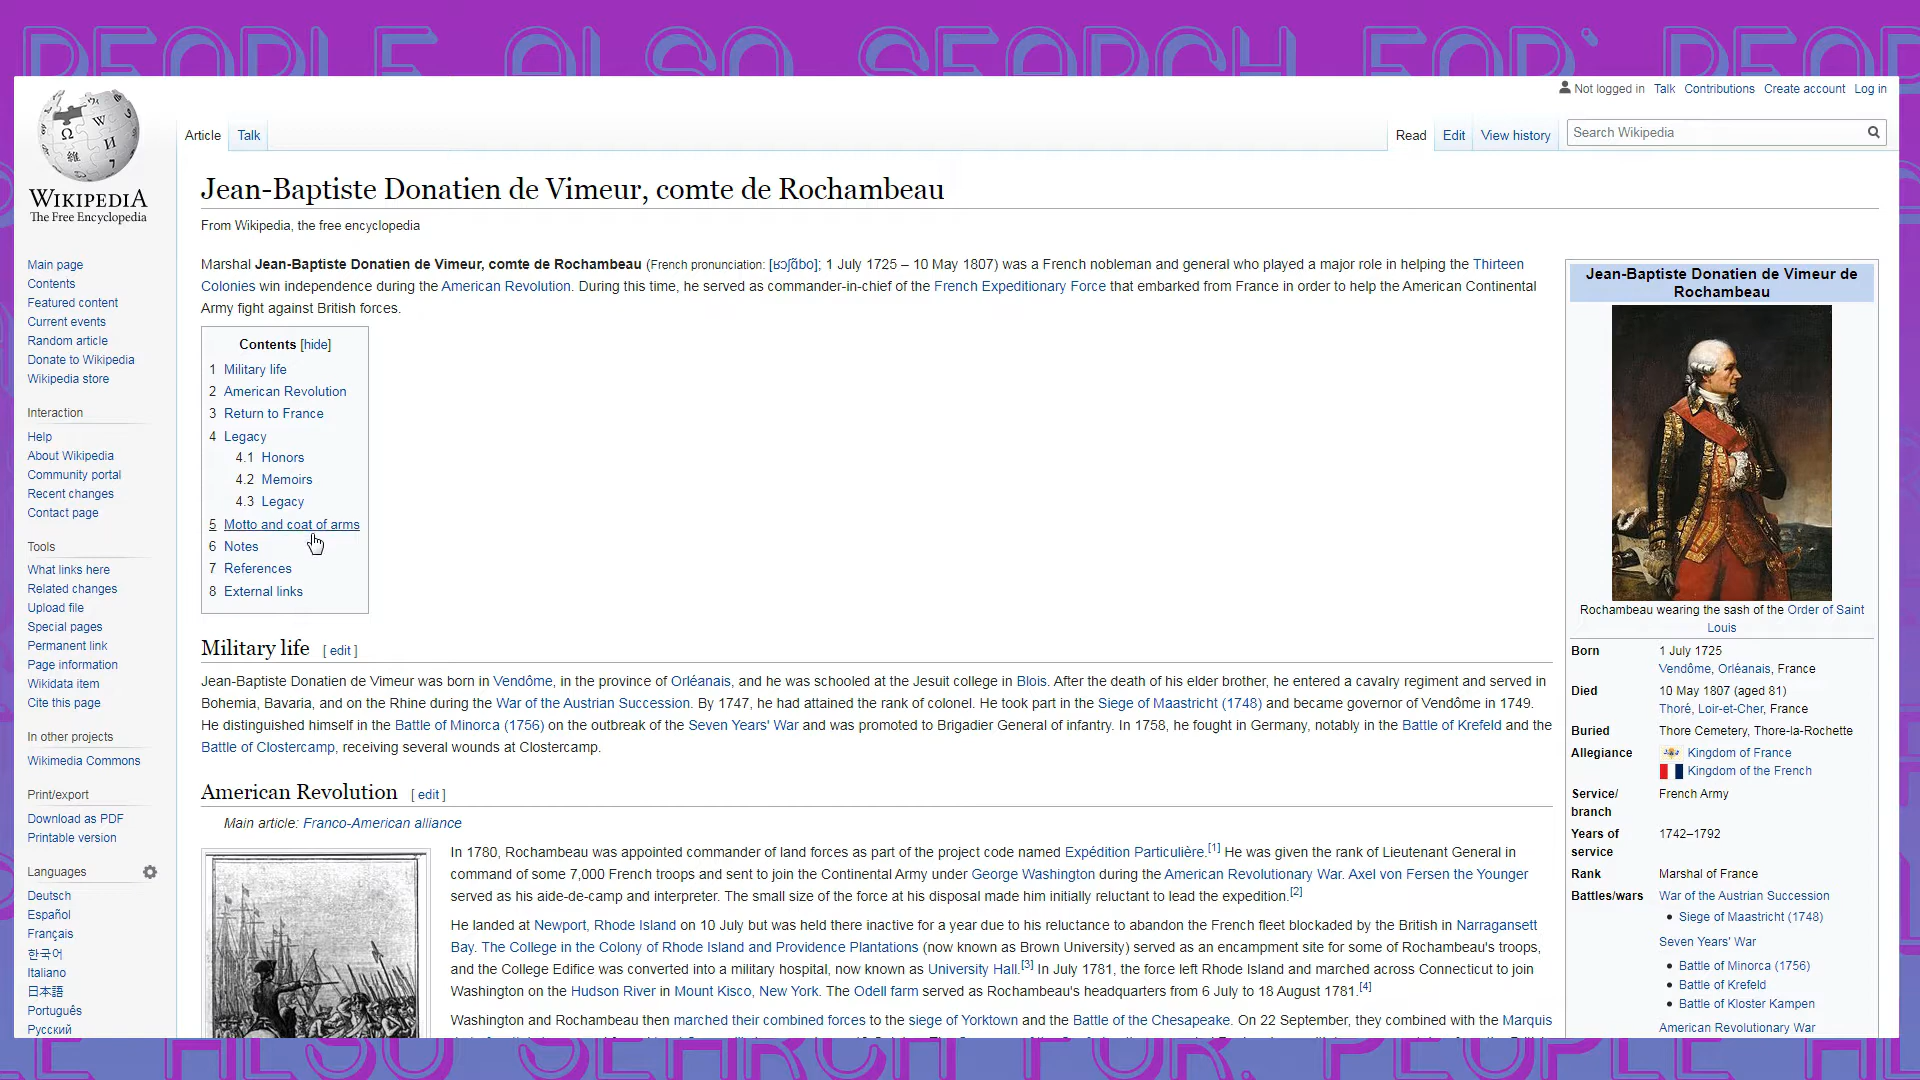 PEOPLE ALSO SEARCH FOR:
Not logged in Talk Contributions Create account Log in
Article Talk
Read Edit View history Search Wikipedia
WIKIPEDIA
The Free Encyclopedia
Jean-Baptiste Donatien de Vimeur, comte de Rochambeau
From Wikipedia, the free encyclopedia
Marshal Jean-Baptiste Donatien de Vimeur, comte de Rochambeau (French pronunciation: [ʁɔʃɑ̃bo]; 1 July 1725 – 10 May 1807) was a French nobleman and general who played a major role in helping the Thirteen
Colonies win independence during the American Revolution. During this time, he served as commander-in-chief of the French Expeditionary Force that embarked from France in order to help the American Continental
Army fight against British forces.
Contents [hide]
1 Military life
2 American Revolution
3 Return to France
4 Legacy
4.1 Honors
4.2 Memoirs
4.3 Legacy
5 Motto and coat of arms
6 Notes
7 References
8 External links
Military life [ edit ]
Jean-Baptiste Donatien de Vimeur was born in Vendôme, in the province of Orléanais, and he was schooled at the Jesuit college in Blois. After the death of his elder brother, he entered a cavalry regiment and served in
Bohemia, Bavaria, and on the Rhine during the War of the Austrian Succession. By 1747, he had attained the rank of colonel. He took part in the Siege of Maastricht (1748) and became governor of Vendôme in 1749.
He distinguished himself in the Battle of Minorca (1756) on the outbreak of the Seven Years' War and was promoted to Brigadier General of infantry. In 1758, he fought in Germany, notably in the Battle of Krefeld and the
Battle of Clostercamp, receiving several wounds at Clostercamp.
American Revolution [ edit ]
Main article: Franco-American alliance
In 1780, Rochambeau was appointed commander of land forces as part of the project code named Expédition Particulière.[1] He was given the rank of Lieutenant General in
command of some 7,000 French troops and sent to join the Continental Army under George Washington during the American Revolutionary War. Axel von Fersen the Younger
served as his aide-de-camp and interpreter. The small size of the force at his disposal made him initially reluctant to lead the expedition.[2]
He landed at Newport, Rhode Island on 10 July but was held there inactive for a year due to his reluctance to abandon the French fleet blockaded by the British in Narragansett
Bay. The College in the Colony of Rhode Island and Providence Plantations (now known as Brown University) served as an encampment site for some of Rochambeau's troops,
and the College Edifice was converted into a military hospital, now known as University Hall.[3] In July 1781, the force left Rhode Island and marched across Connecticut to join
Washington on the Hudson River in Mount Kisco, New York. The Odell farm served as Rochambeau's headquarters from 6 July to 18 August 1781.[4]
Washington and Rochambeau then marched their combined forces to the siege of Yorktown and the Battle of the Chesapeake. On 22 September, they combined with the Marquis
Jean-Baptiste Donatien de Vimeur de
Rochambeau
Rochambeau wearing the sash of the Order of Saint
Louis
Born 1 July 1725
Vendôme, Orléanais, France
Died 10 May 1807 (aged 81)
Thoré, Loir-et-Cher, France
Buried Thore Cemetery, Thore-la-Rochette
Allegiance Kingdom of France
Kingdom of the French
Service/ French Army
branch
Years of 1742–1792
service
Rank Marshal of France
Battles/wars War of the Austrian Succession
Siege of Maastricht (1748)
Seven Years' War
Battle of Minorca (1756)
Battle of Krefeld
Battle of Kloster Kampen
American Revolutionary War
Main page
Contents
Featured content
Current events
Random article
Donate to Wikipedia
Wikipedia store
Interaction
Help
About Wikipedia
Community portal
Recent changes
Contact page
Tools
What links here
Related changes
Upload file
Special pages
Permanent link
Page information
Wikidata item
Cite this page
In other projects
Wikimedia Commons
Print/export
Download as PDF
Printable version
Languages
Deutsch
Español
Français
한국어
Italiano
日本語
Português
Русский
ALSO SEARCH FOR: PEOPLE